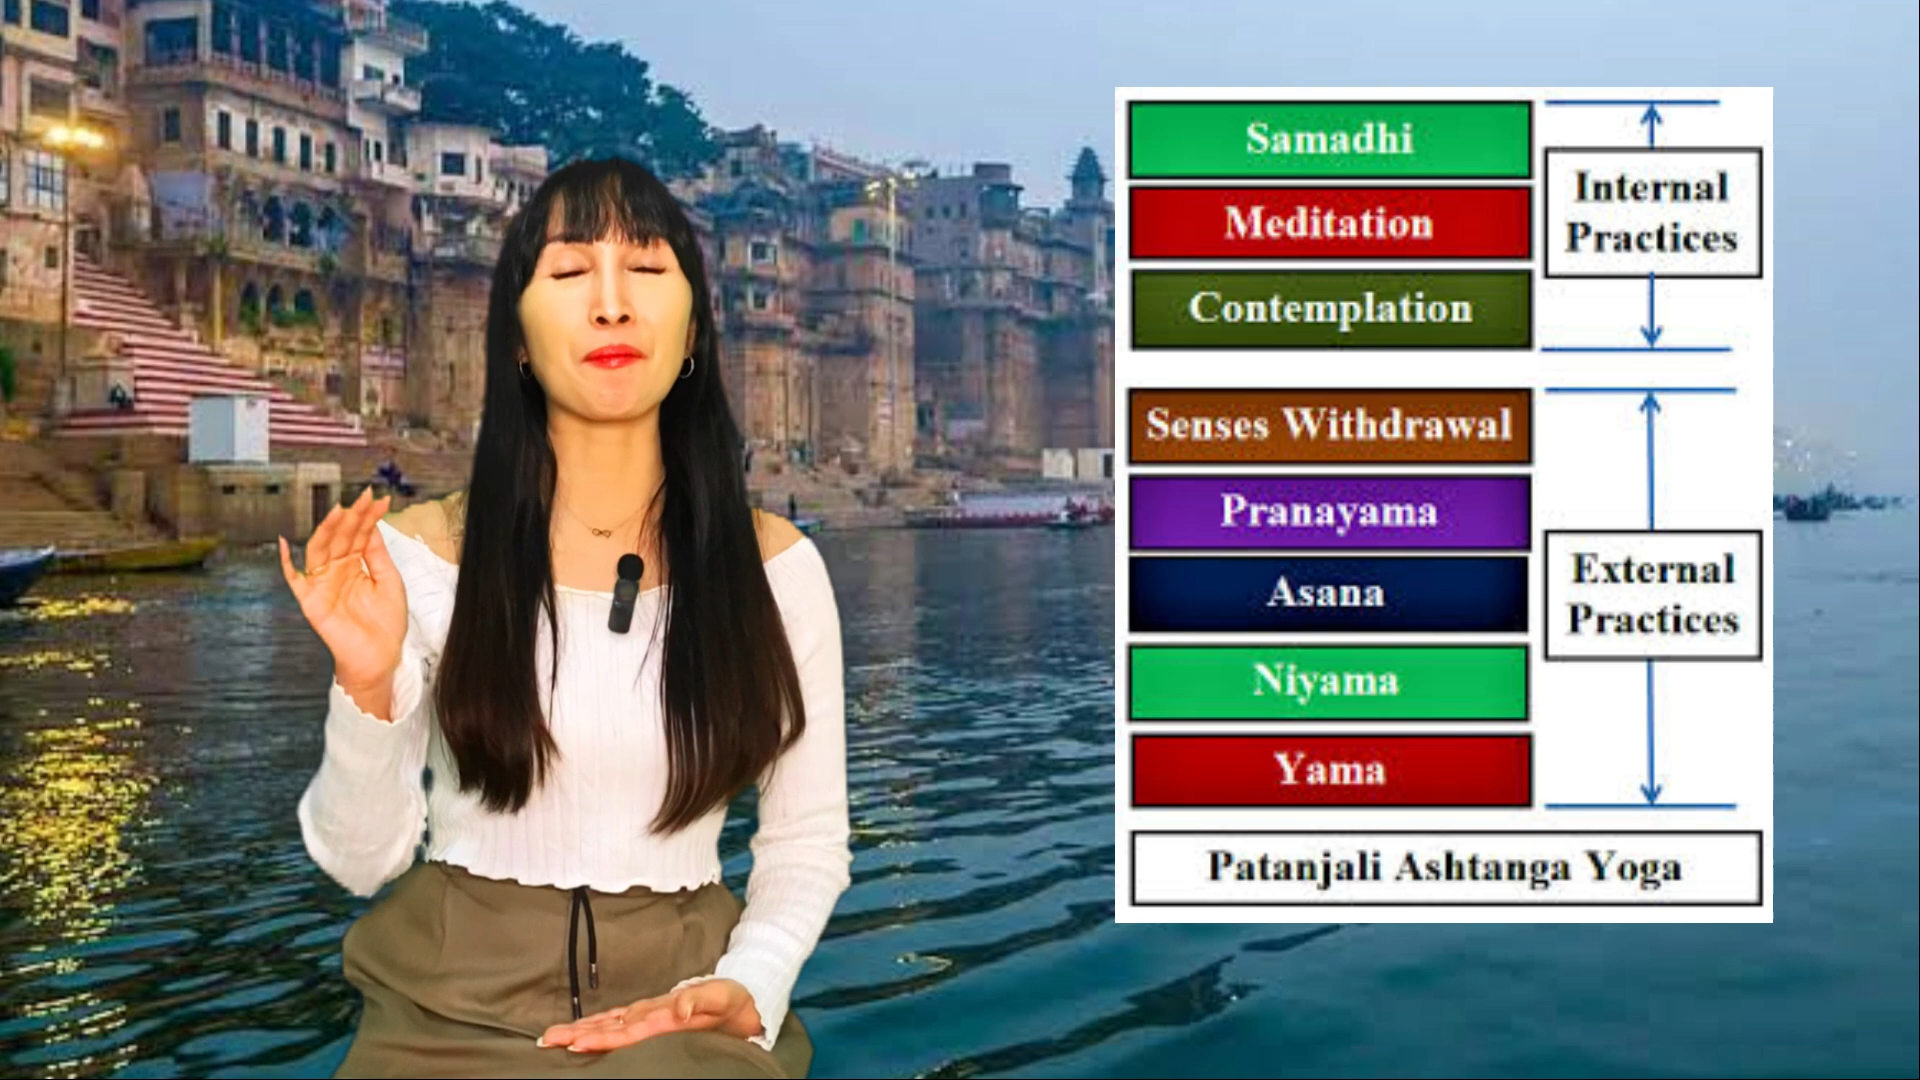 Samadhi
Meditation
Contemplation
Internal
Practices
Senses Withdrawal
Pranayama
Asana
Niyama
Yama
External
Practices
Patanjali Ashtanga Yoga